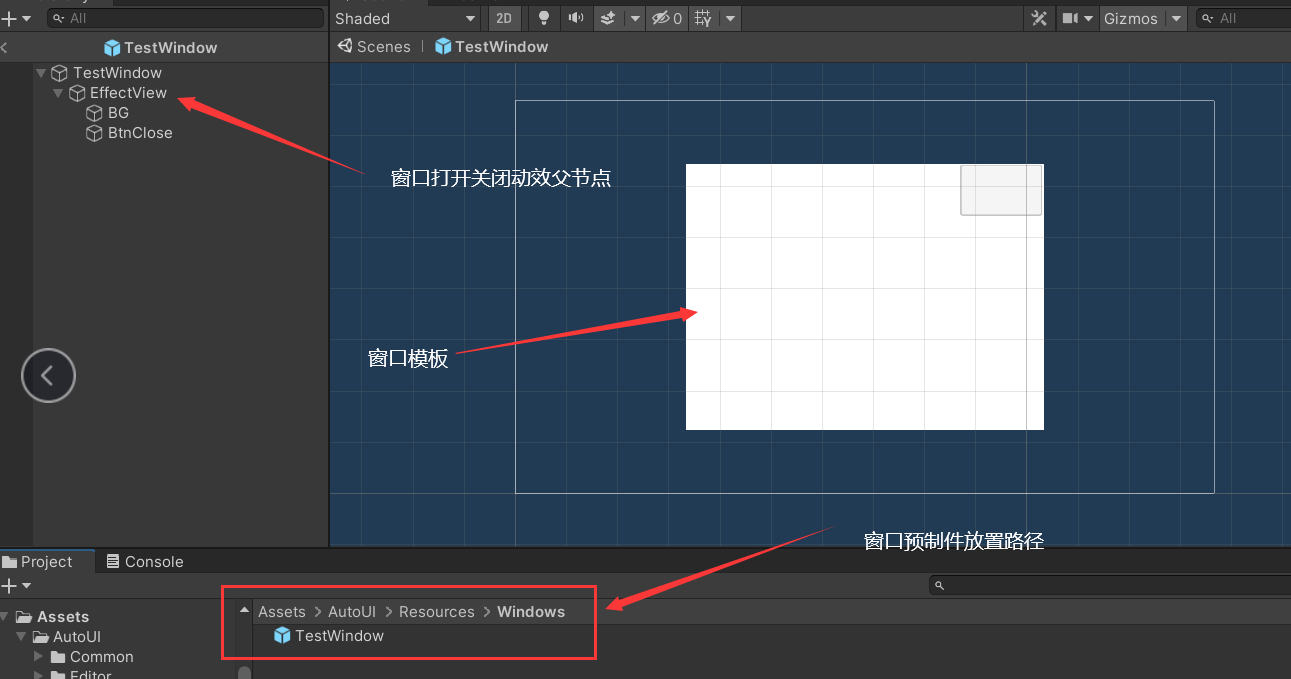 All
Shaded
2D
0
Gizmos
All
TestWindow
Scenes
TestWindow
TestWindow
EffectView
BG
BtnClose
窗口打开关闭动效父节点
窗口模板
窗口预制件放置路径
Project
Console
Assets
AutoUI
Common
Editor
Assets > AutoUI > Resources > Windows
TestWindow